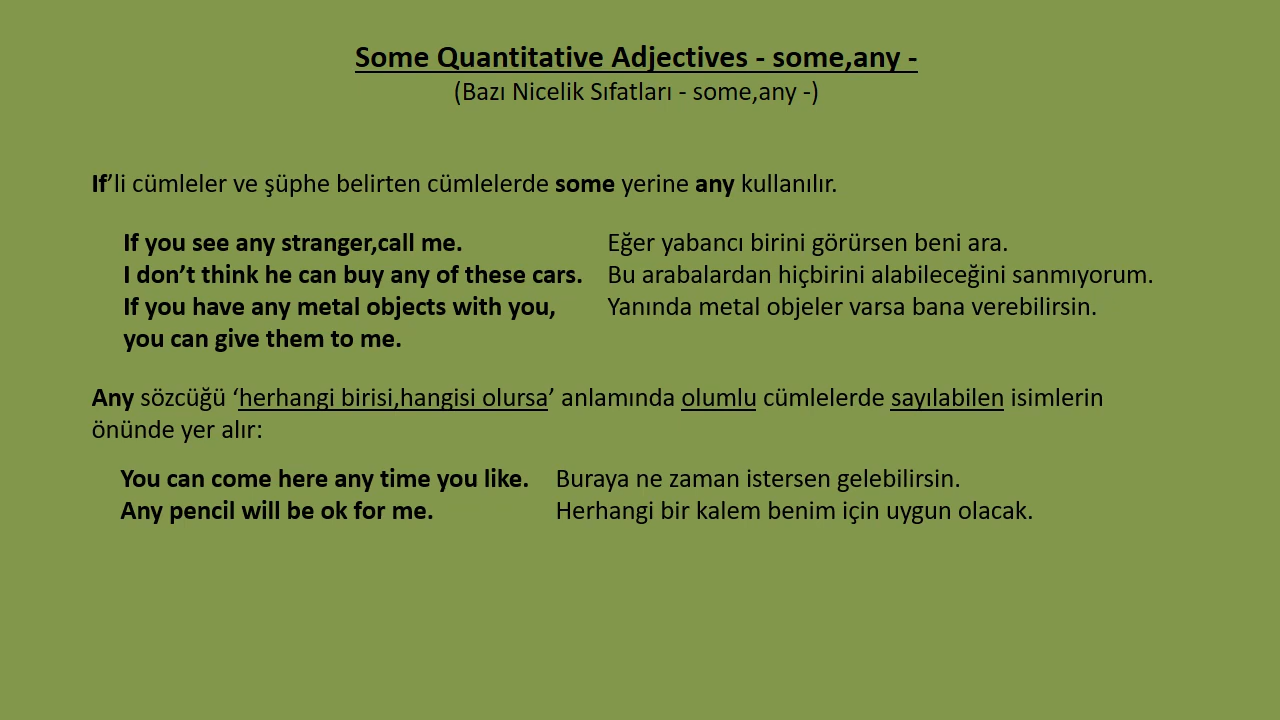 Some Quantitative Adjectives - some,any -
(Bazı Nicelik Sıfatları - some,any -)
If’li cümleler ve şüphe belirten cümlelerde some yerine any kullanılır.
If you see any stranger,call me. Eğer yabancı birini görürsen beni ara.
I don’t think he can buy any of these cars. Bu arabalardan hiçbirini alabileceğini sanmıyorum.
If you have any metal objects with you, Yanında metal objeler varsa bana verebilirsin.
you can give them to me.
Any sözcüğü ‘herhangi birisi,hangisi olursa’ anlamında olumlu cümlelerde sayılabilen isimlerin
önünde yer alır:
You can come here any time you like. Buraya ne zaman istersen gelebilirsin.
Any pencil will be ok for me. Herhangi bir kalem benim için uygun olacak.